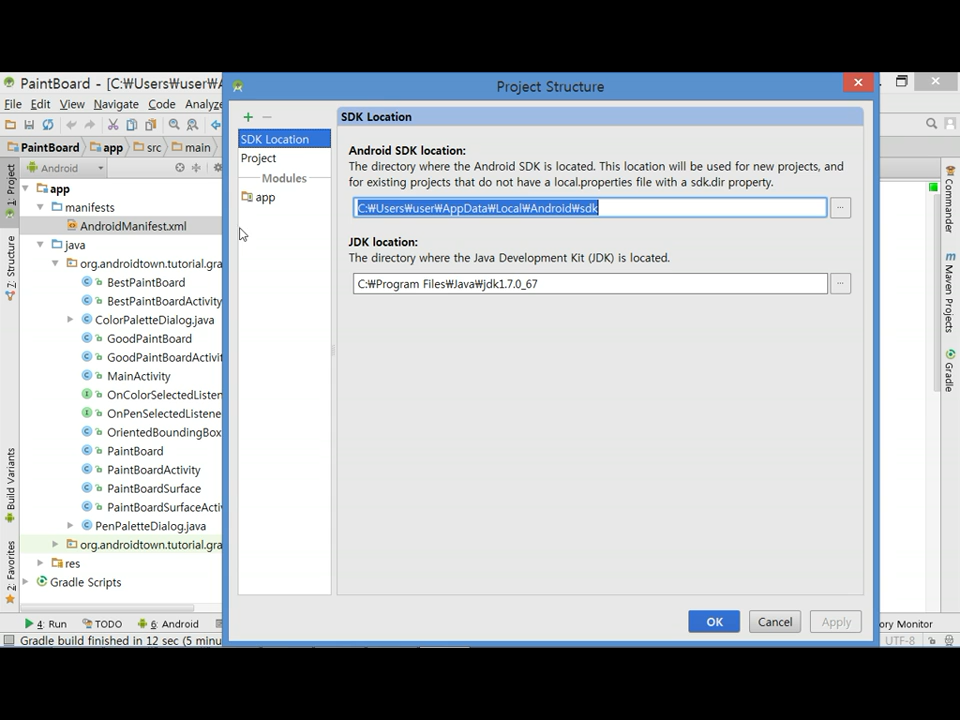 PaintBoard - [C:₩Users₩user₩A
Project Structure
File Edit View Navigate Code Analyze
PaintBoard app src main
Android
1: Project
7: Structure
Build Variants
2: Favorites
app
manifests
AndroidManifest.xml
java
org.androidtown.tutorial.gra
BestPaintBoard
BestPaintBoardActivity
ColorPaletteDialog.java
GoodPaintBoard
GoodPaintBoardActivi
MainActivity
OnColorSelectedListen
OnPenSelectedListene
OrientedBoundingBox
PaintBoard
PaintBoardActivity
PaintBoardSurface
PaintBoardSurfaceActi
PenPaletteDialog.java
org.androidtown.tutorial.gra
res
Gradle Scripts
SDK Location
Project
Modules
app
SDK Location
Android SDK location:
The directory where the Android SDK is located. This location will be used for new projects, and
for existing projects that do not have a local.properties file with a sdk.dir property.
C:₩Users₩user₩AppData₩Local₩Android₩sdk
...
JDK location:
The directory where the Java Development Kit (JDK) is located.
C:₩Program Files₩Java₩jdk1.7.0_67
...
OK Cancel Apply
Commander
m Maven Projects
Gradle
4: Run TODO 6: Android
ory Monitor
Gradle build finished in 12 sec (5 minu
UTF-8